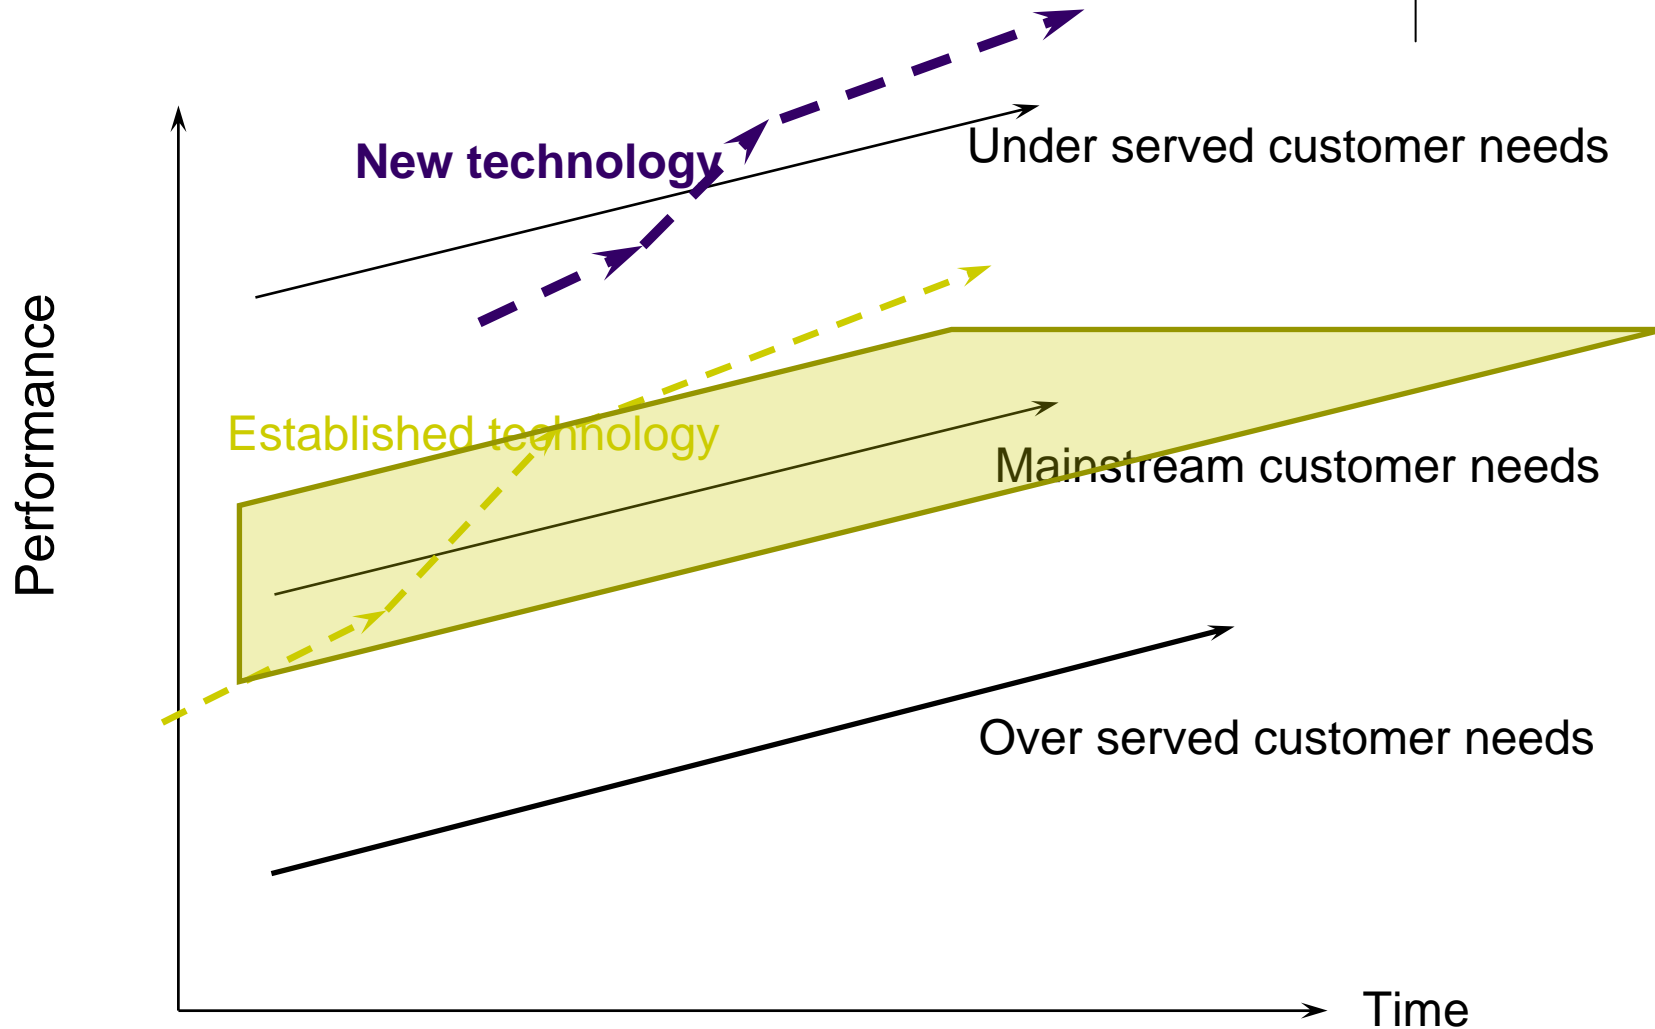 New technology
Under served customer needs
Performance
Established technology
Mainstream customer needs
Over served customer needs
Time